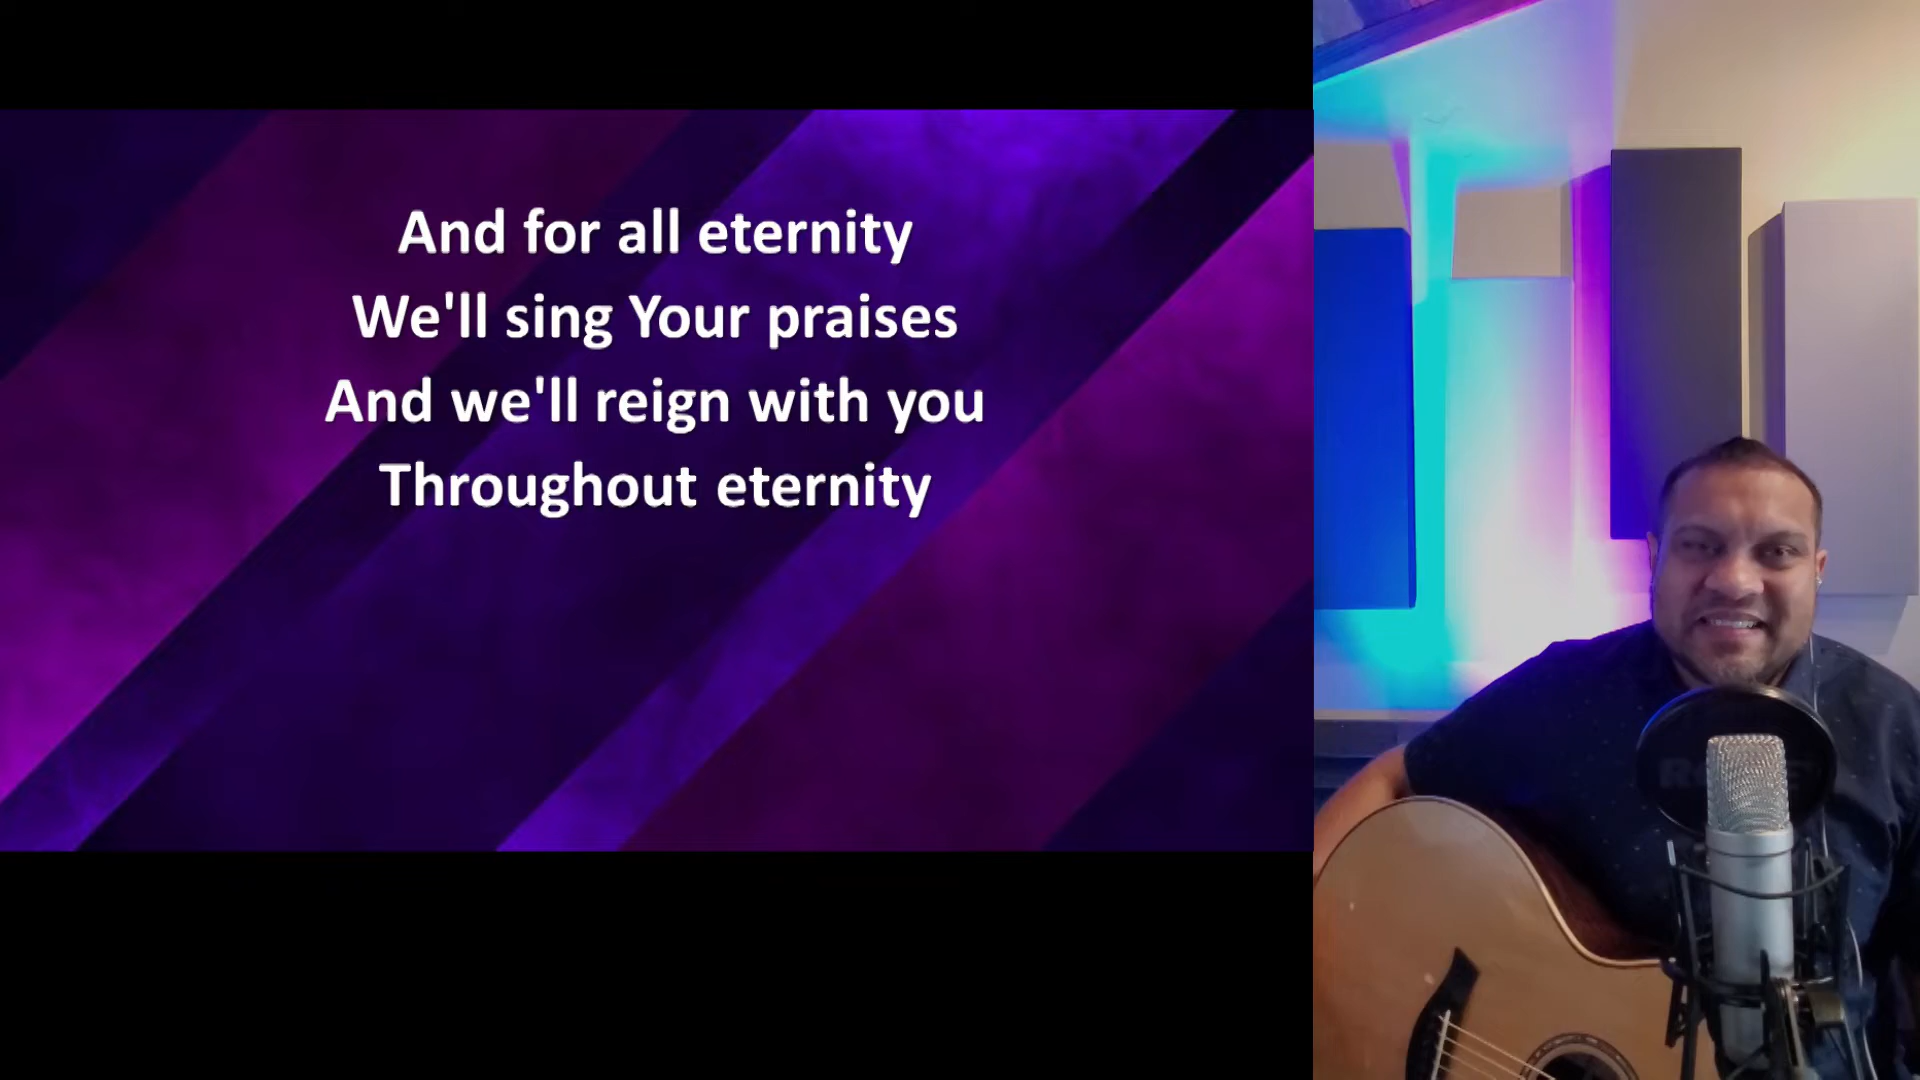 And for all eternity
We'll sing Your praises
And we'll reign with you
Throughout eternity